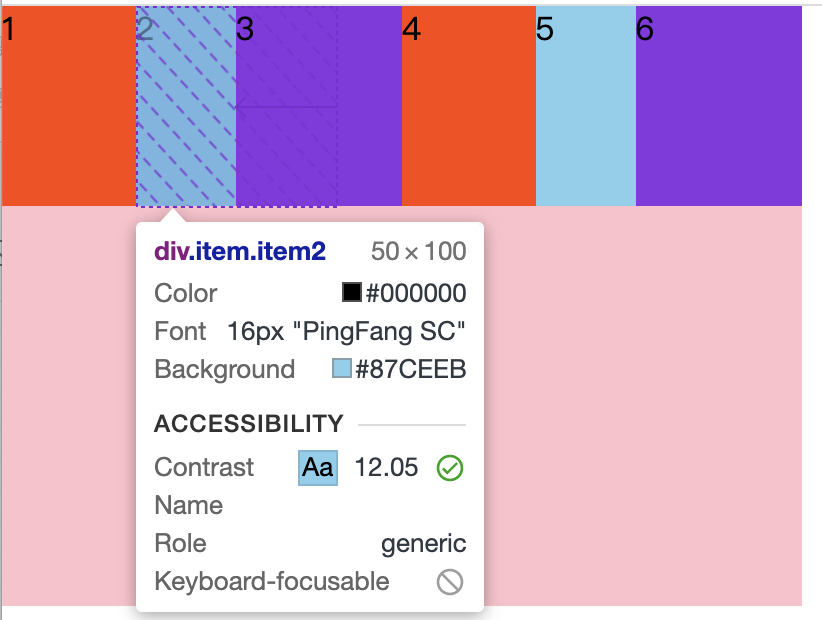 1 2 3 4 5 6
div.item.item2 50 × 100
Color #000000
Font 16px "PingFang SC"
Background #87CEEB
ACCESSIBILITY
Contrast Aa 12.05
Name
Role generic
Keyboard-focusable